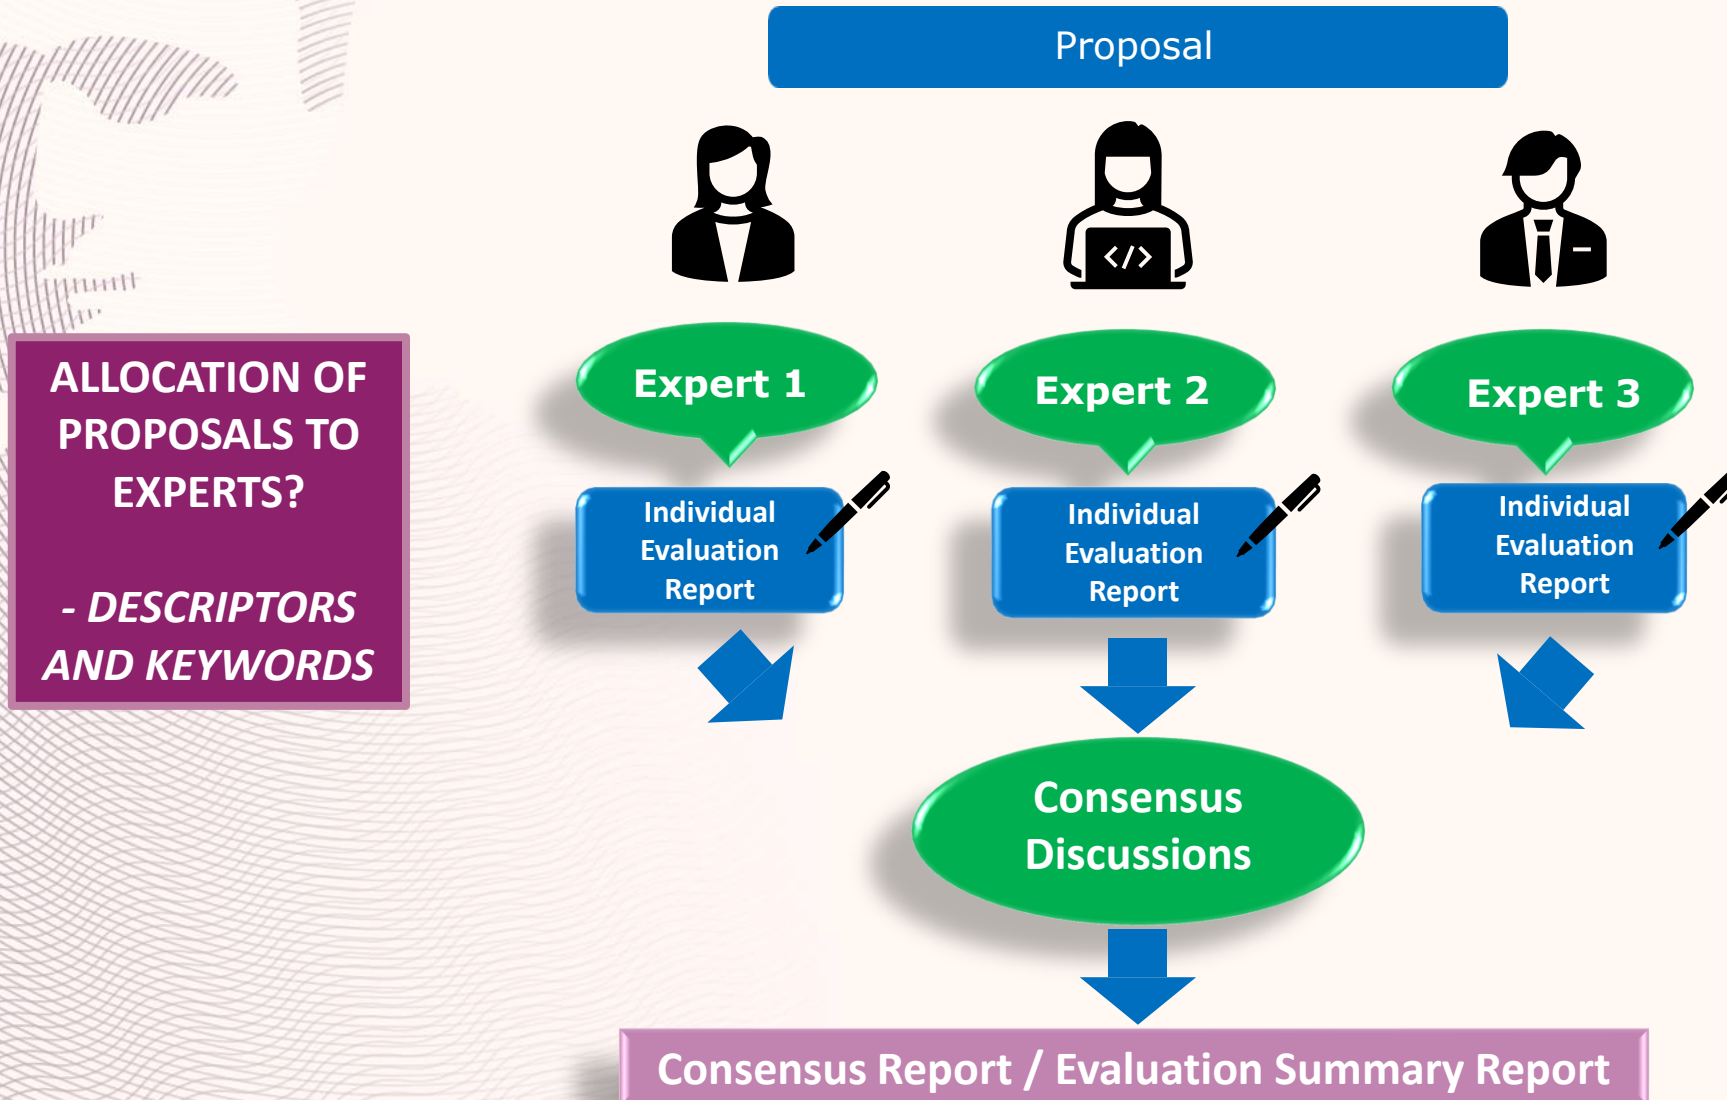 Proposal
</>
ALLOCATION OF
PROPOSALS TO
EXPERTS?
- DESCRIPTORS
AND KEYWORDS
Expert 1
Expert 2
Expert 3
Individual
Evaluation
Report
Individual
Evaluation
Report
Individual
Evaluation
Report
Consensus
Discussions
Consensus Report / Evaluation Summary Report